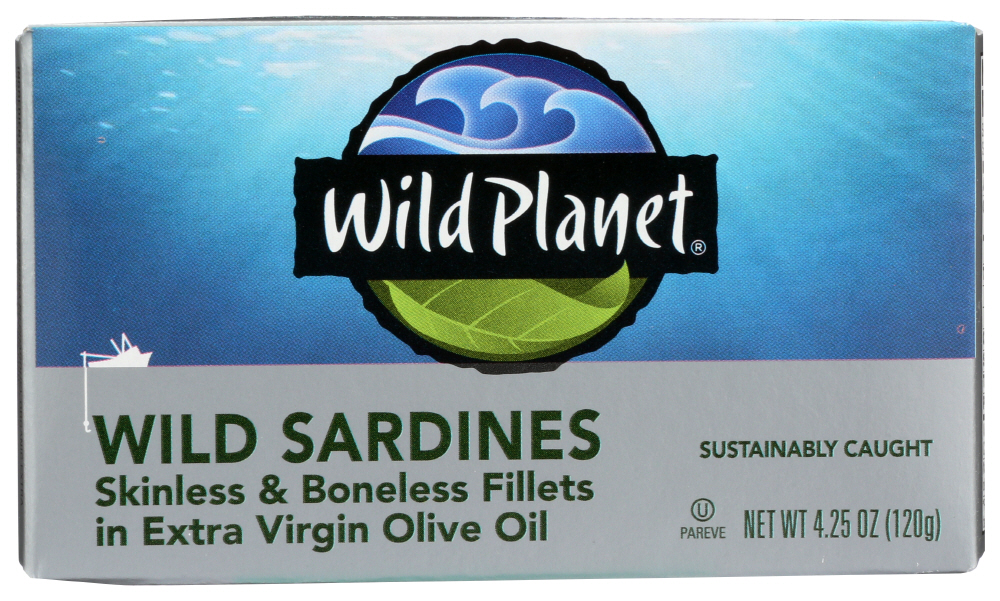 Wild Planet®
WILD SARDINES
Skinless & Boneless Fillets
in Extra Virgin Olive Oil
SUSTAINABLY CAUGHT
U
PAREVE
NET WT 4.25 OZ (120g)